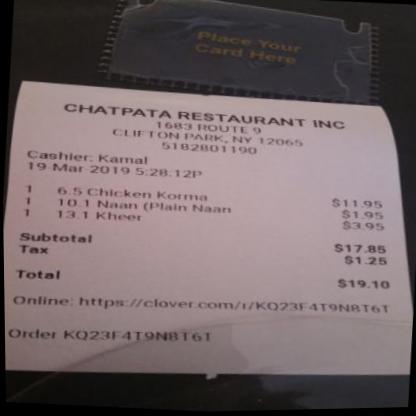 Place Your
Card Here
CHATPATA RESTAURANT INC
1683 ROUTE 9
CLIFTON PARK, NY 12065
5182801190
Cashier: Kamal
19-Mar-2019 5:28:12P
1 6.5 Chicken Korma $11.95
1 10.1 Naan (Plain Naan $1.95
1 13.1 Kheer $3.95
Subtotal $17.85
Tax $1.25
Total $19.10
Online: https://clover.com/r/KQ23F4T9N8T6T
Order KQ23F4T9N8T6T